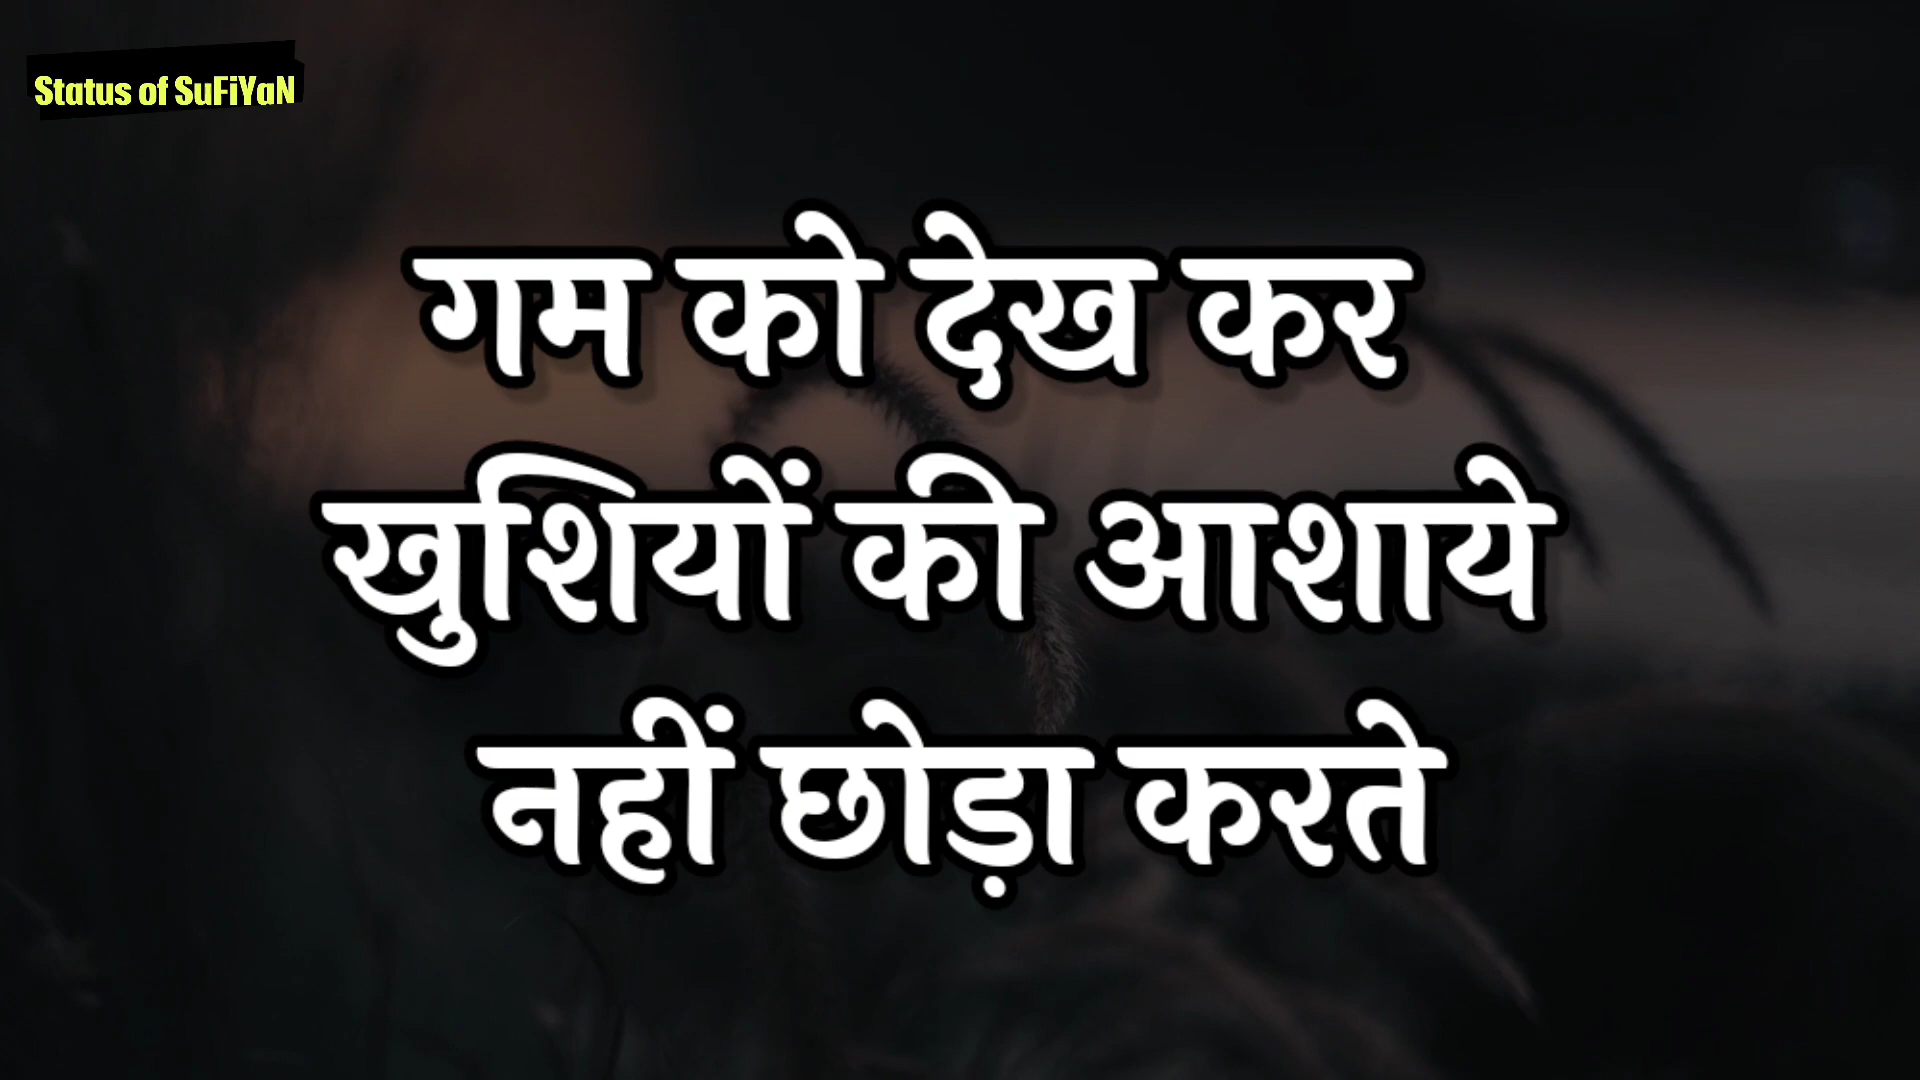 Status of SuFiYaN
गम को देख कर
खुशियों की आशाये
नहीं छोड़ा करते